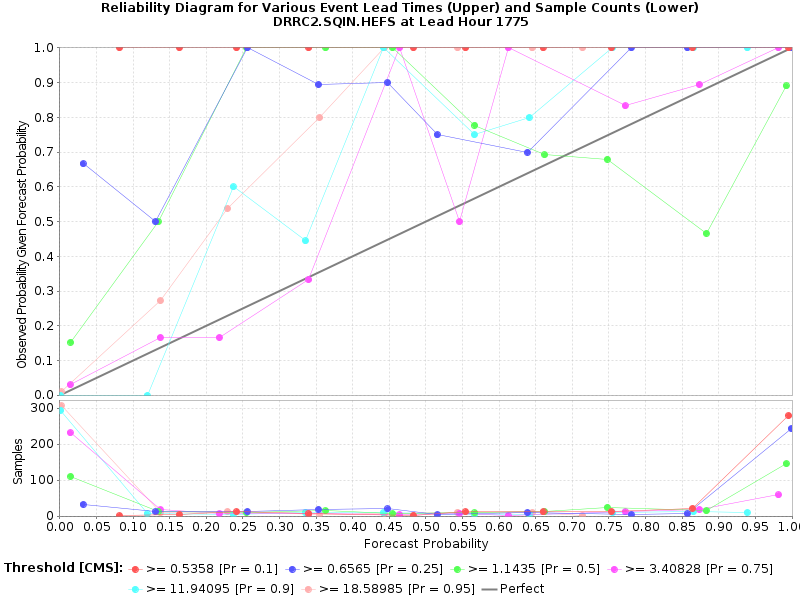 Reliability Diagram for Various Event Lead Times (Upper) and Sample Counts (Lower)
DRRC2.SQIN.HEFS at Lead Hour 1775
Observed Probability Given Forecast Probability
1.0
0.9
0.8
0.7
0.6
0.5
0.4
0.3
0.2
0.1
0.0
Samples
300
200
100
0
0.00 0.05 0.10 0.15 0.20 0.25 0.30 0.35 0.40 0.45 0.50 0.55 0.60 0.65 0.70 0.75 0.80 0.85 0.90 0.95 1.0
Forecast Probability
Threshold [CMS]: >= 0.5358 [Pr = 0.1] >= 0.6565 [Pr = 0.25] >= 1.1435 [Pr = 0.5] >= 3.40828 [Pr = 0.75]
>= 11.94095 [Pr = 0.9] >= 18.58985 [Pr = 0.95] Perfect